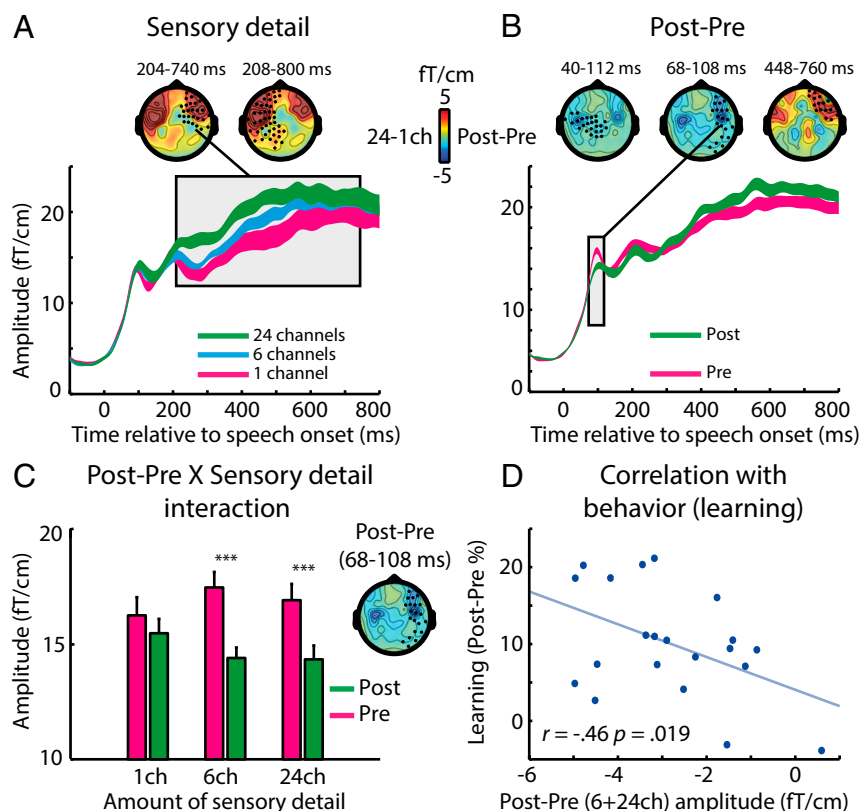 A
Sensory detail
204-740 ms
208-800 ms
fT/cm
5
24-1ch
Post-Pre
-5
Amplitude (fT/cm)
20
10
0
24 channels
6 channels
1 channel
0
200
400
600
800
Time relative to speech onset (ms)
B
Post-Pre
40-112 ms
68-108 ms
448-760 ms
20
10
0
Post
Pre
0
200
400
600
800
Time relative to speech onset (ms)
C
Post-Pre X Sensory detail
interaction
Amplitude (fT/cm)
20
15
10
***
***
Post-Pre
(68-108 ms)
Post
Pre
1ch
6ch
24ch
Amount of sensory detail
D
Correlation with
behavior (learning)
Learning (Post-Pre %)
20
10
0
r = -.46 p = .019
-6
-4
-2
0
Post-Pre (6+24ch) amplitude (fT/cm)